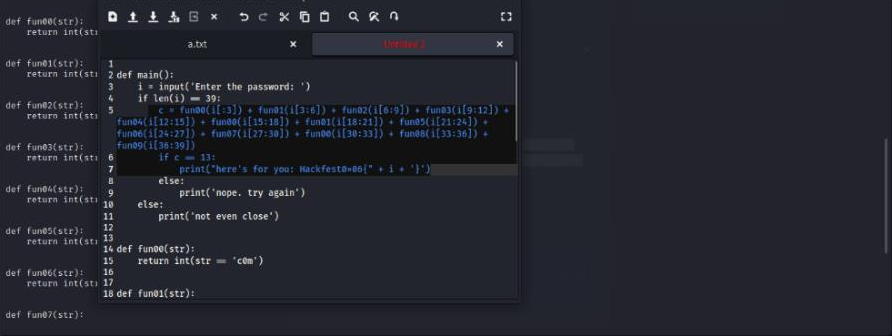 def fun00(str):
return int(st
def fun01(str):
return int(st
def fun02(str):
return int(st
def fun03(str):
return int(st
def fun04(str):
return int(st
def fun05(str):
return int(st
def fun06(str):
return int(st
def fun07(str):
a.txt
Untitled 2
1
2 def main():
3 i = input('Enter the password: ')
4 if len(i) == 39:
5 c = fun00(i[:3]) + fun01(i[3:6]) + fun02(i[6:9]) + fun03(i[9:12]) +
fun04(i[12:15]) + fun00(i[15:18]) + fun01(i[18:21]) + fun05(i[21:24]) +
fun06(i[24:27]) + fun07(i[27:30]) + fun00(i[30:33]) + fun08(i[33:36]) +
fun09(i[36:39])
6 if c == 13:
7 print("here's for you: Hackfest0x06{" + i + '}')
8 else:
9 print('nope. try again')
10 else:
11 print('not even close')
12
13
14 def fun00(str):
15 return int(str == 'c0m')
16
17
18 def fun01(str):